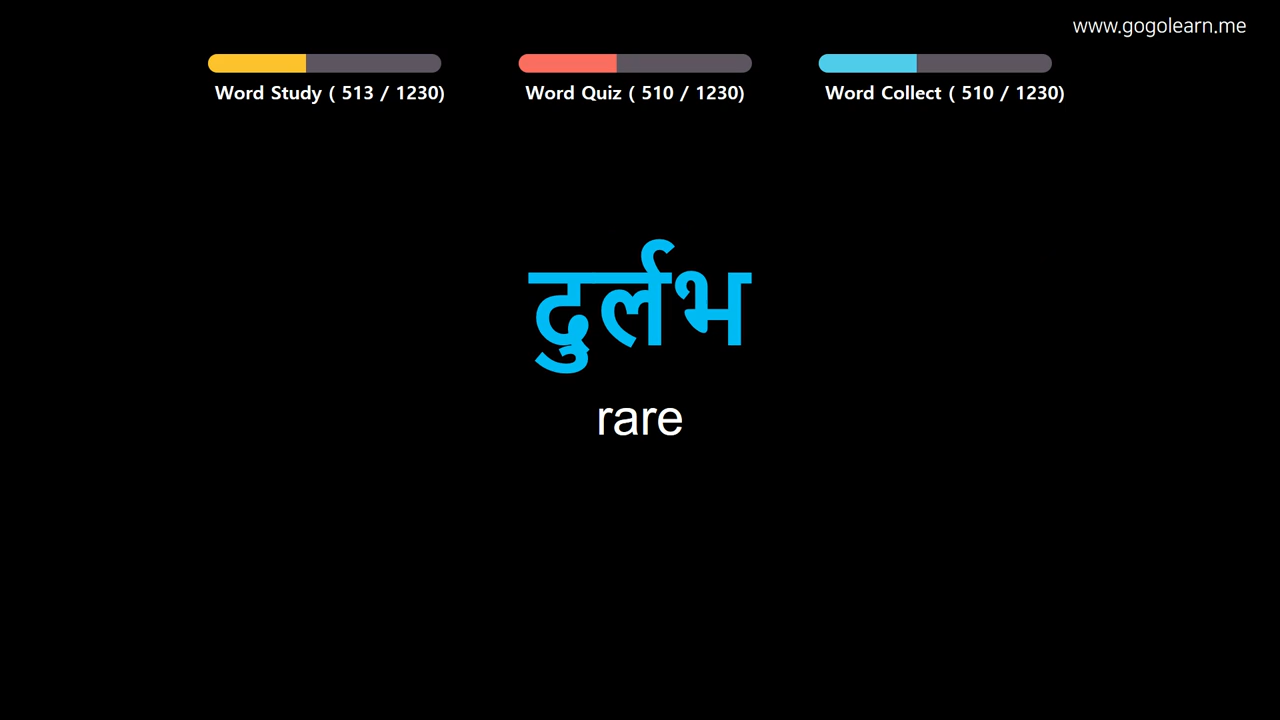 www.gogolearn.me
Word Study ( 513 / 1230)
Word Quiz ( 510 / 1230)
Word Collect ( 510 / 1230)
दुर्लभ
rare